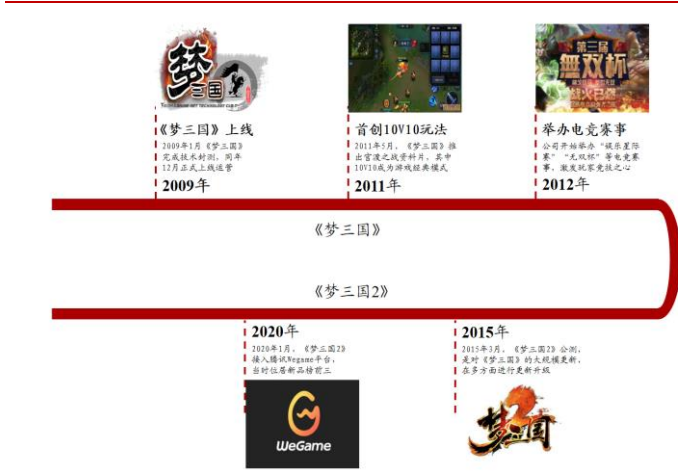 梦三国
《梦三国》上线
2009年1月《梦三国》
完成技术封测，同年
12月正式上线运营
2009年
首创10V10玩法
2011年5月，《梦三国》推
出官渡之战资料片，其中
10V10成为游戏经典模式
2011年
第三届
無双杯
战火已燃
举办电竞赛事
公司开始举办“娱乐星际
赛”“无双杯”等电竞赛
事，激发玩家竞技之心
2012年
《梦三国》
《梦三国2》
2020年
2020年1月，《梦三国2》
接入腾讯Wegame平台，
当时位居新品榜前三
WeGame
2015年
2015年3月，《梦三国2》公测，
是对《梦三国》的大规模更新，
在多方面进行更新升级
梦三国2